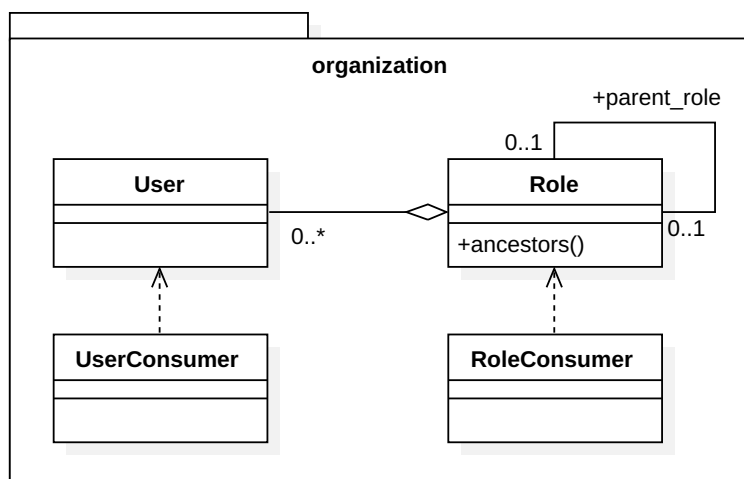 organization
+parent_role
0..1
User
Role
0..*
0..1
+ancestors()
UserConsumer
RoleConsumer